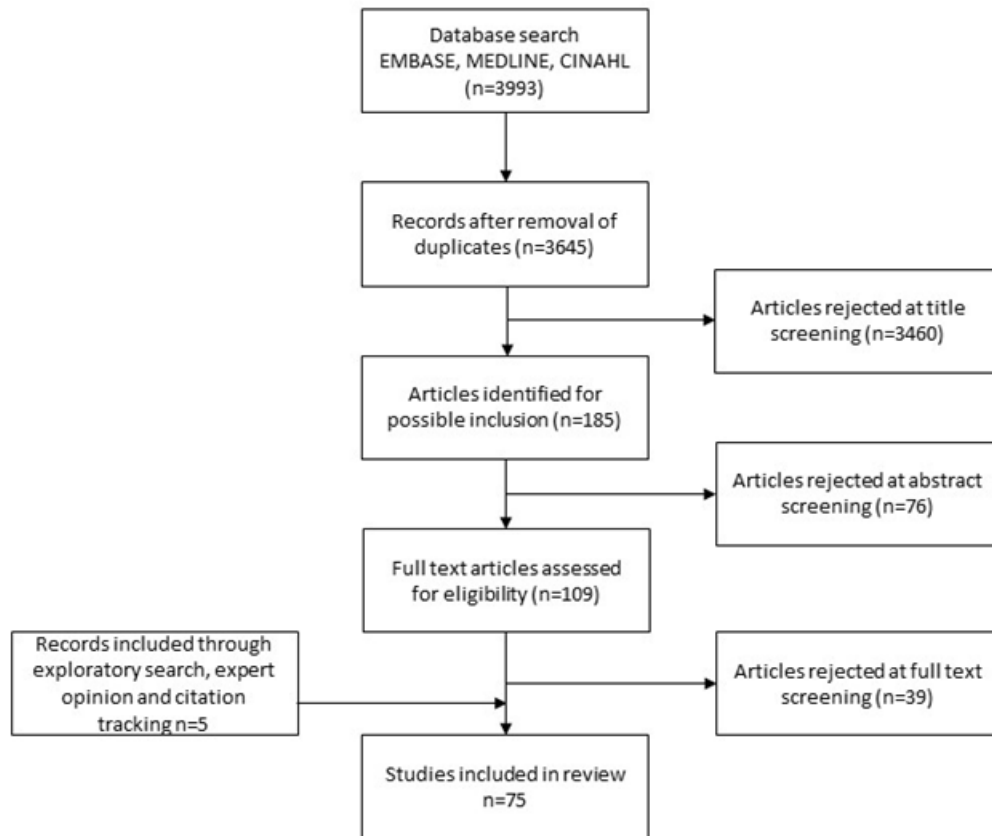 Database search
EMBASE, MEDLINE, CINAHL
(n=3993)
Records after removal of
duplicates (n=3645)
Articles rejected at title
screening (n=3460)
Articles identified for
possible inclusion (n=185)
Articles rejected at abstract
screening (n=76)
Full text articles assessed
for eligibility (n=109)
Records included through
exploratory search, expert
opinion and citation
tracking n=5
Articles rejected at full text
screening (n=39)
Studies included in review
n=75